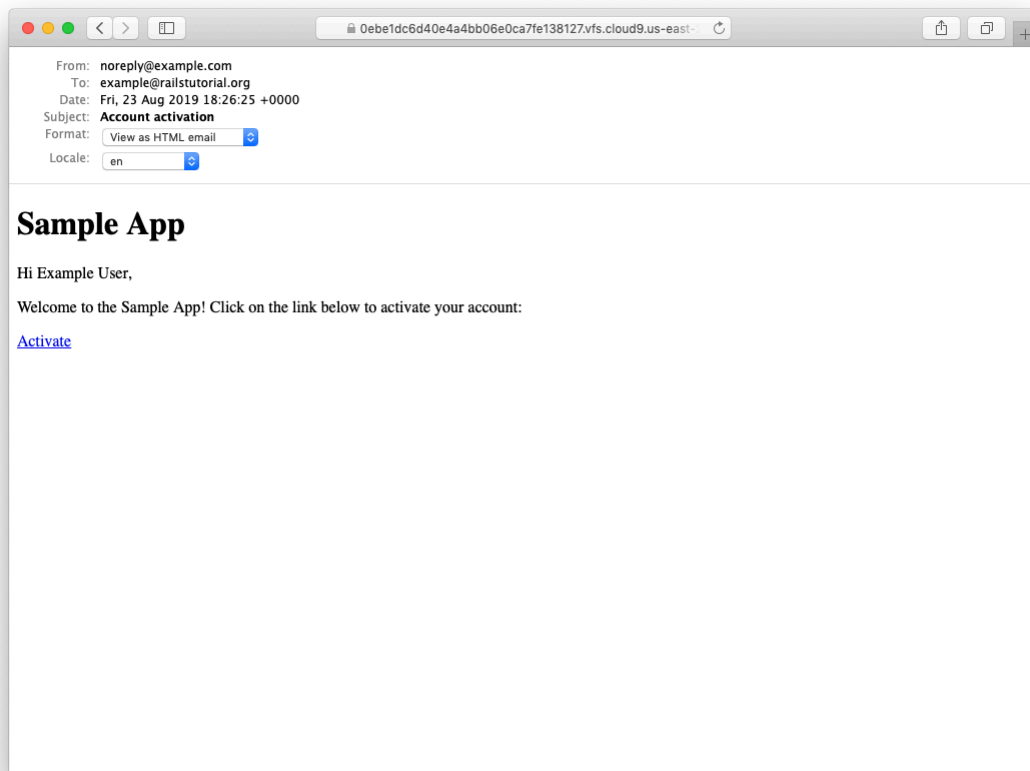 0ebe1dc6d40e4a4bb06e0ca7fe138127.vfs.cloud9.us-east-
From: noreply@example.com
To: example@railstutorial.org
Date: Fri, 23 Aug 2019 18:26:25 +0000
Subject: Account activation
Format: View as HTML email
Locale: en
Sample App
Hi Example User,
Welcome to the Sample App! Click on the link below to activate your account:
Activate